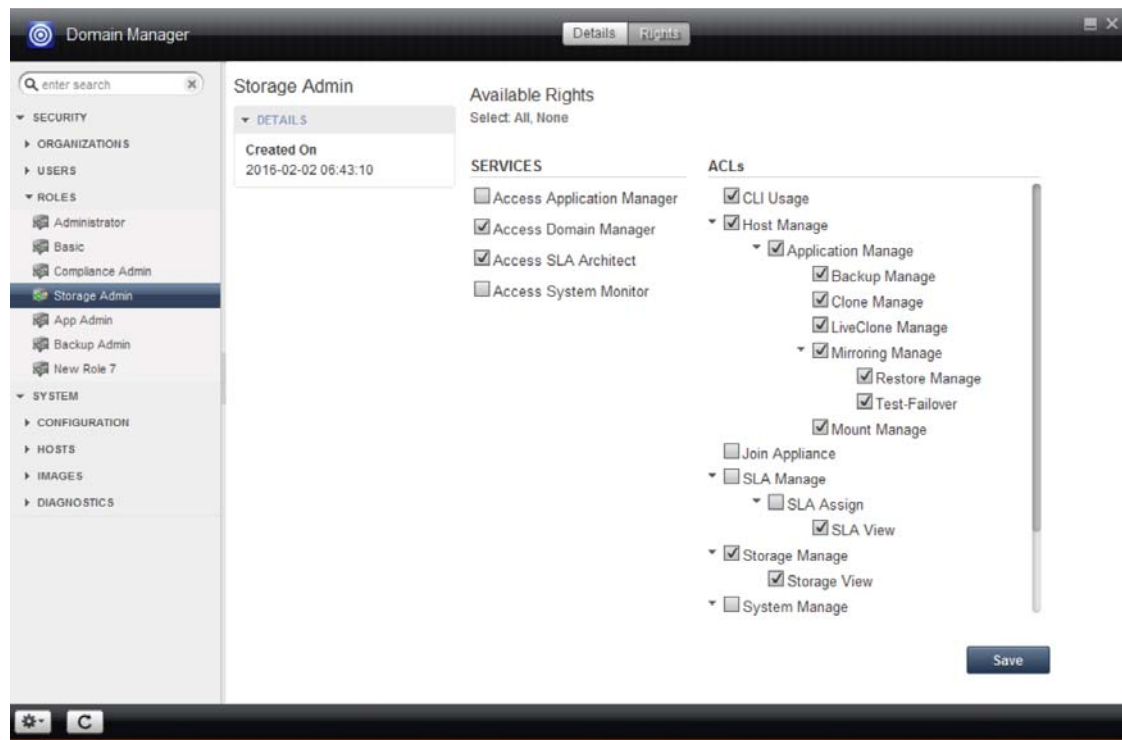 Domain Manager
Details
Rights
enter search
SECURITY
ORGANIZATIONS
USERS
ROLES
Administrator
Basic
Compliance Admin
Storage Admin
App Admin
Backup Admin
New Role 7
SYSTEM
CONFIGURATION
HOSTS
IMAGES
DIAGNOSTICS
Storage Admin
DETAILS
Created On
2016-02-02 06:43:10
Available Rights
Select: All, None
SERVICES
Access Application Manager
Access Domain Manager
Access SLA Architect
Access System Monitor
ACLs
CLI Usage
Host Manage
Application Manage
Backup Manage
Clone Manage
LiveClone Manage
Mirroring Manage
Restore Manage
Test-Failover
Mount Manage
Join Appliance
SLA Manage
SLA Assign
SLA View
Storage Manage
Storage View
System Manage
Save